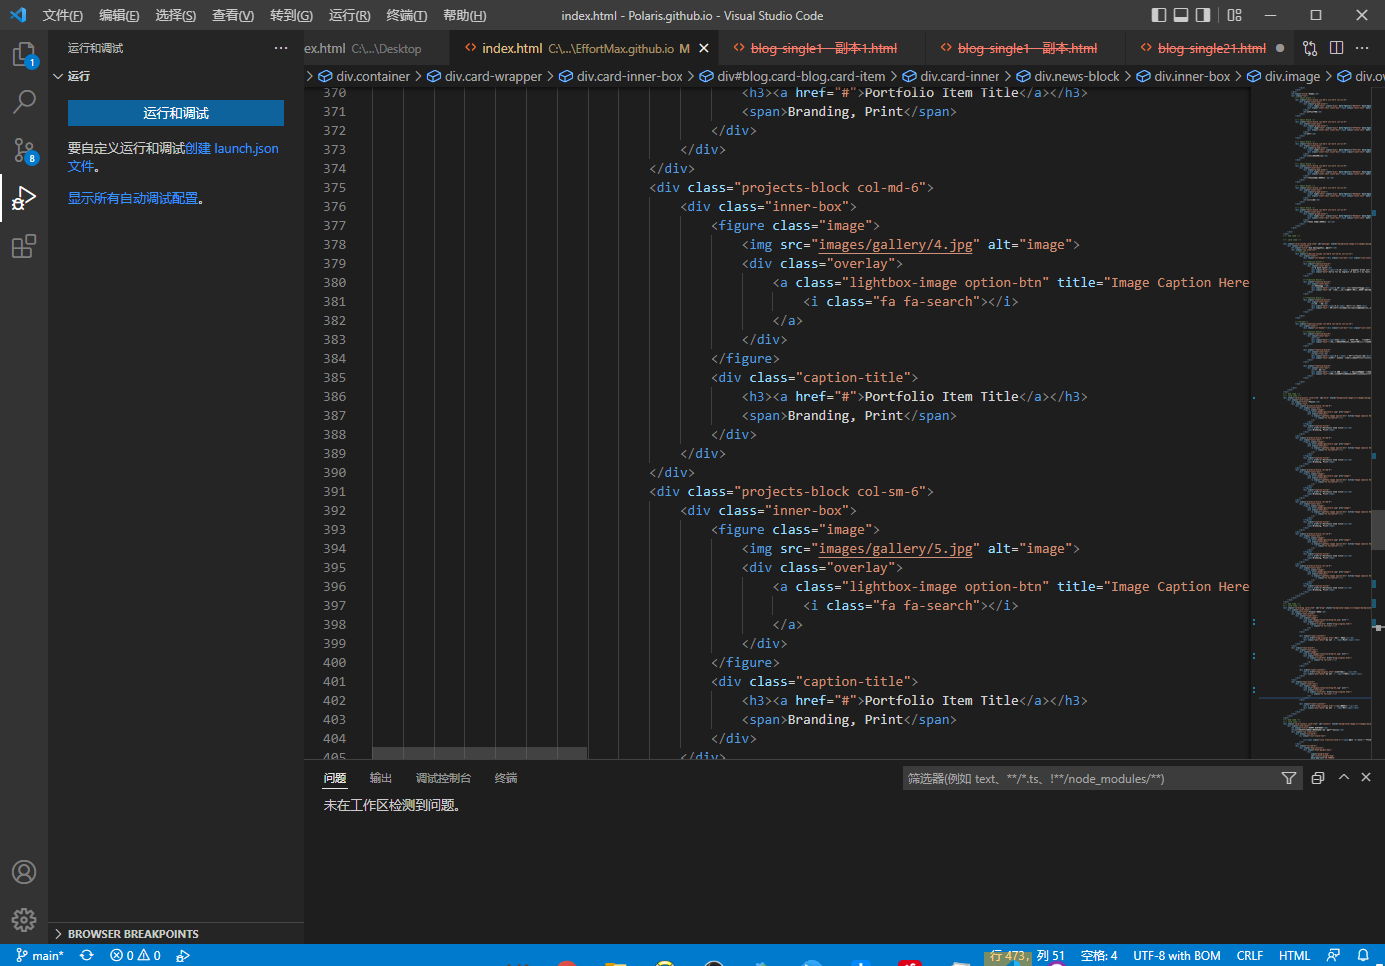 文件(F) 编辑(E) 选择(S) 查看(V) 转到(G) 运行(R) 终端(T) 帮助(H) index.html - Polaris.github.io - Visual Studio Code
运行和调试 ··· ex.html C:\...\Desktop <> index.html C:\...\EffortMax.github.io M <> blog-single1 - 副本1.html <> blog-single1 - 副本.html <> blog-single21.html
运行
div.container > div.card-wrapper > div.card-inner-box > div#blog.card-blog.card-item > div.card-inner > div.news-block > div.inner-box > div.image > div.ov
运行和调试
要自定义运行和调试创建 launch.json
文件。
显示所有自动调试配置。
370 <h3><a href="#">Portfolio Item Title</a></h3>
371 <span>Branding, Print</span>
372 </div>
373 </div>
374 </div>
375 <div class="projects-block col-md-6">
376 <div class="inner-box">
377 <figure class="image">
378 <img src="images/gallery/4.jpg" alt="image">
379 <div class="overlay">
380 <a class="lightbox-image option-btn" title="Image Caption Here
381 <i class="fa fa-search"></i>
382 </a>
383 </div>
384 </figure>
385 <div class="caption-title">
386 <h3><a href="#">Portfolio Item Title</a></h3>
387 <span>Branding, Print</span>
388 </div>
389 </div>
390 </div>
391 <div class="projects-block col-sm-6">
392 <div class="inner-box">
393 <figure class="image">
394 <img src="images/gallery/5.jpg" alt="image">
395 <div class="overlay">
396 <a class="lightbox-image option-btn" title="Image Caption Here
397 <i class="fa fa-search"></i>
398 </a>
399 </div>
400 </figure>
401 <div class="caption-title">
402 <h3><a href="#">Portfolio Item Title</a></h3>
403 <span>Branding, Print</span>
404 </div>
405 </div>
问题 输出 调试控制台 终端 筛选器(例如 text、**/*.ts、!**/node_modules/**)
未在工作区检测到问题。
1
8
BROWSER BREAKPOINTS
main* 0 0 行 473，列 51 空格: 4 UTF-8 with BOM CRLF HTML